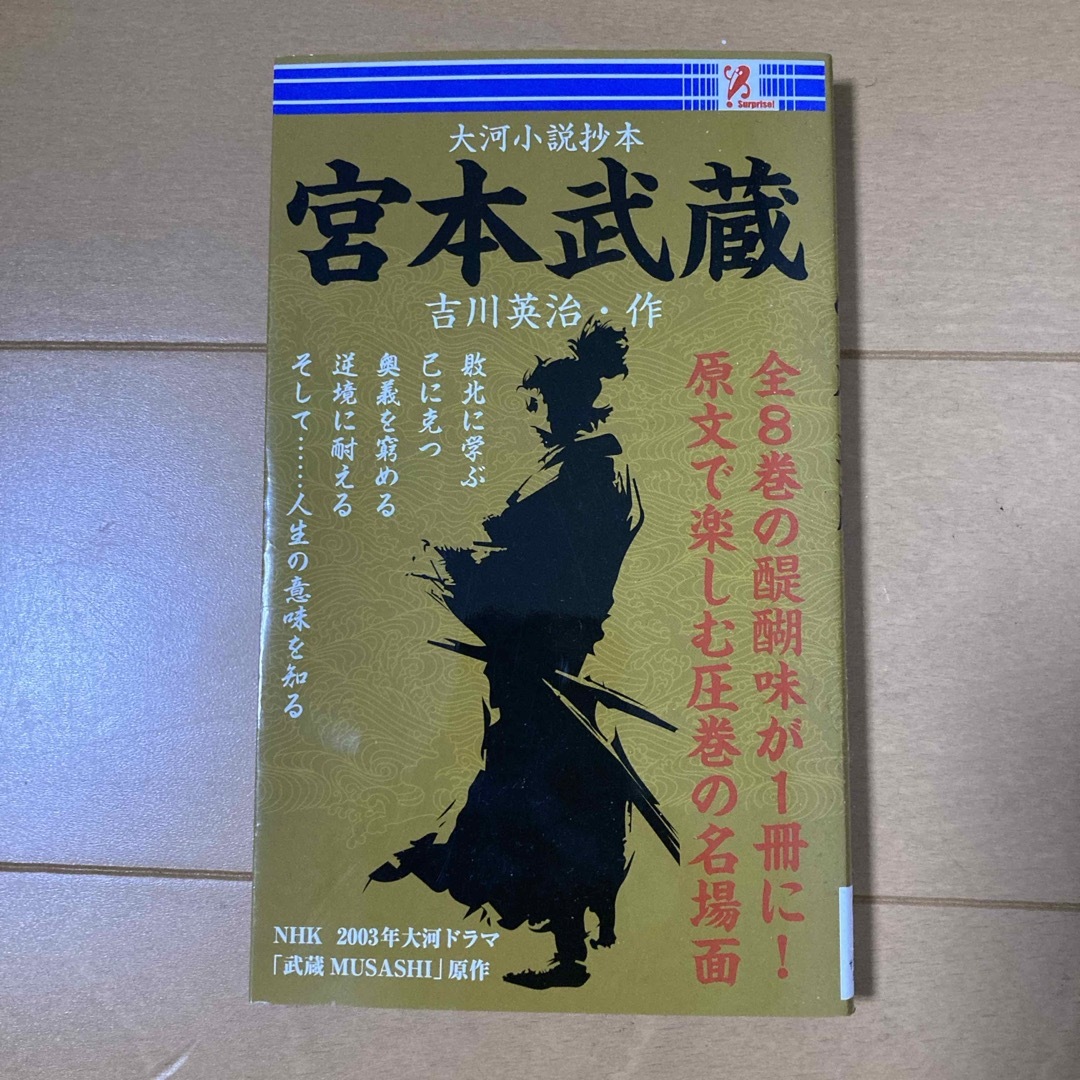 Surprise!
大河小説抄本
宮本武蔵
吉川英治・作
全8巻の醍醐味が1冊に!
原文で楽しむ圧巻の名場面
敗北に学ぶ
己に克つ
奥義を窮める
逆境に耐える
そして……人生の意味を知る
NHK 2003年大河ドラマ
「武蔵 MUSASHI」原作